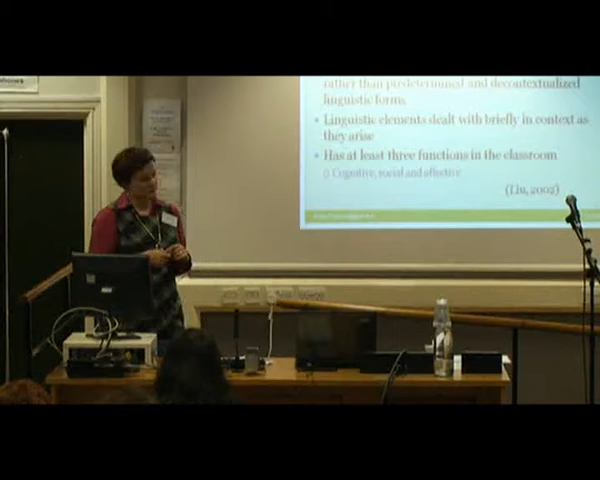 rather than predetermined and decontextualized
linguistic forms
• Linguistic elements dealt with briefly in context as
they arise
• Has at least three functions in the classroom
Cognitive, social and affective
(Liu, 2002)